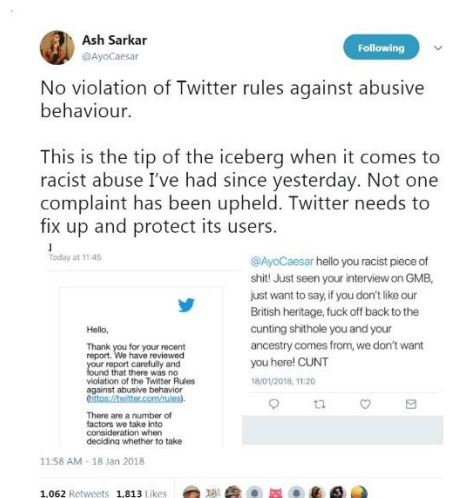 Ash Sarkar
@AyoCaesar
Following
No violation of Twitter rules against abusive
behaviour.
This is the tip of the iceberg when it comes to
racist abuse I've had since yesterday. Not one
complaint has been upheld. Twitter needs to
fix up and protect its users.
Today at 11:45
Hello,
Thank you for your recent
report. We have reviewed
your report carefully and
found that there was no
violation of the Twitter Rules
against abusive behavior
(https://twitter.com/rules).
There are a number of
factors we take into
consideration when
deciding whether to take
@AyoCaesar hello you racist piece of
shit! Just seen your interview on GMB,
just want to say, if you don't like our
British heritage, fuck off back to the
cunting shithole you and your
ancestry comes from, we don't want
you here! CUNT
18/01/2018, 11:20
11:58 AM - 18 Jan 2018
1,062 Retweets 1,813 Likes